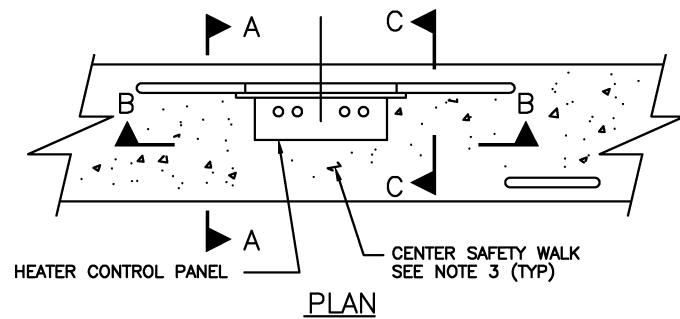 A
C
B
B
C
A
HEATER CONTROL PANEL
CENTER SAFETY WALK
SEE NOTE 3 (TYP)
PLAN